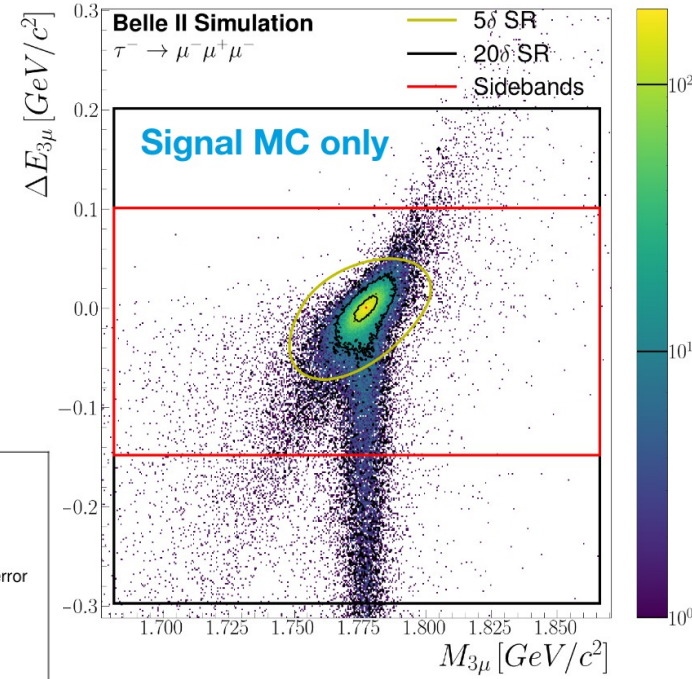 Belle II Simulation
τ⁻ → μ⁻μ⁺μ⁻
5δ SR
20δ SR
Sidebands
Signal MC only
ΔE₃μ [GeV/c²]
0.3
0.2
0.1
0.0
−0.1
−0.2
−0.3
1.700
1.725
1.750
1.775
1.800
1.825
1.850
M₃μ [GeV/c²]
10²
10¹
10⁰